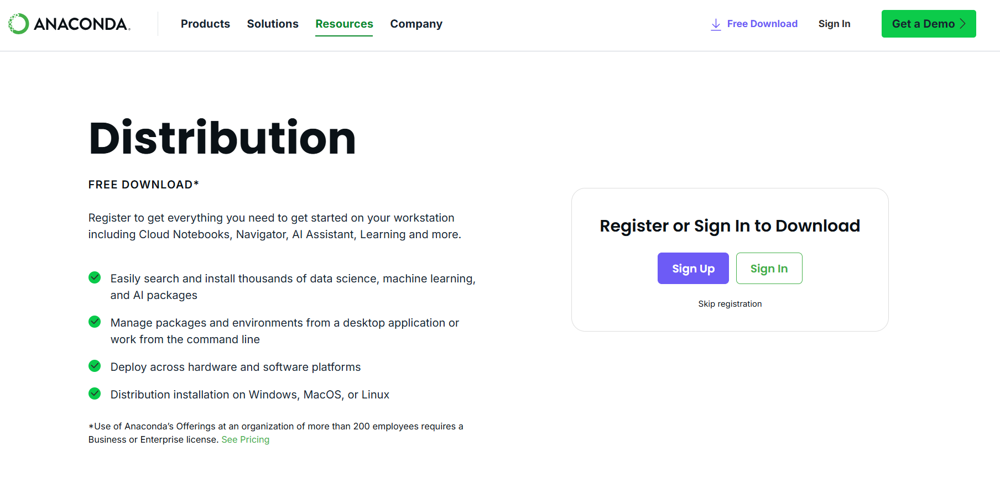 ANACONDA.
Products Solutions Resources Company
Free Download Sign In Get a Demo
Distribution
FREE DOWNLOAD*
Register to get everything you need to get started on your workstation
including Cloud Notebooks, Navigator, AI Assistant, Learning and more.
Easily search and install thousands of data science, machine learning,
and AI packages
Manage packages and environments from a desktop application or
work from the command line
Deploy across hardware and software platforms
Distribution installation on Windows, MacOS, or Linux
*Use of Anaconda’s Offerings at an organization of more than 200 employees requires a
Business or Enterprise license. See Pricing
Register or Sign In to Download
Sign Up Sign In
Skip registration